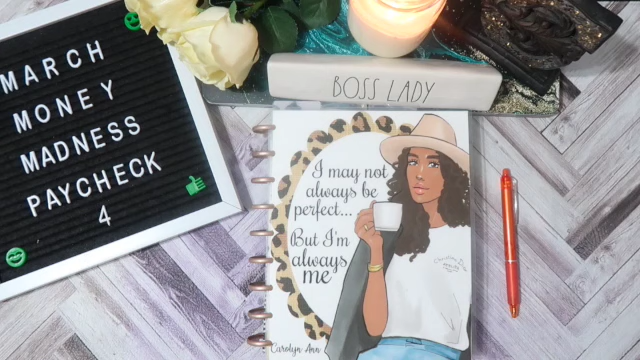 MARCH
MONEY
MADNESS
PAYCHECK
4
BOSS LADY
I may not
always be
perfect...
But I'm
always
me
Carolyn Ann